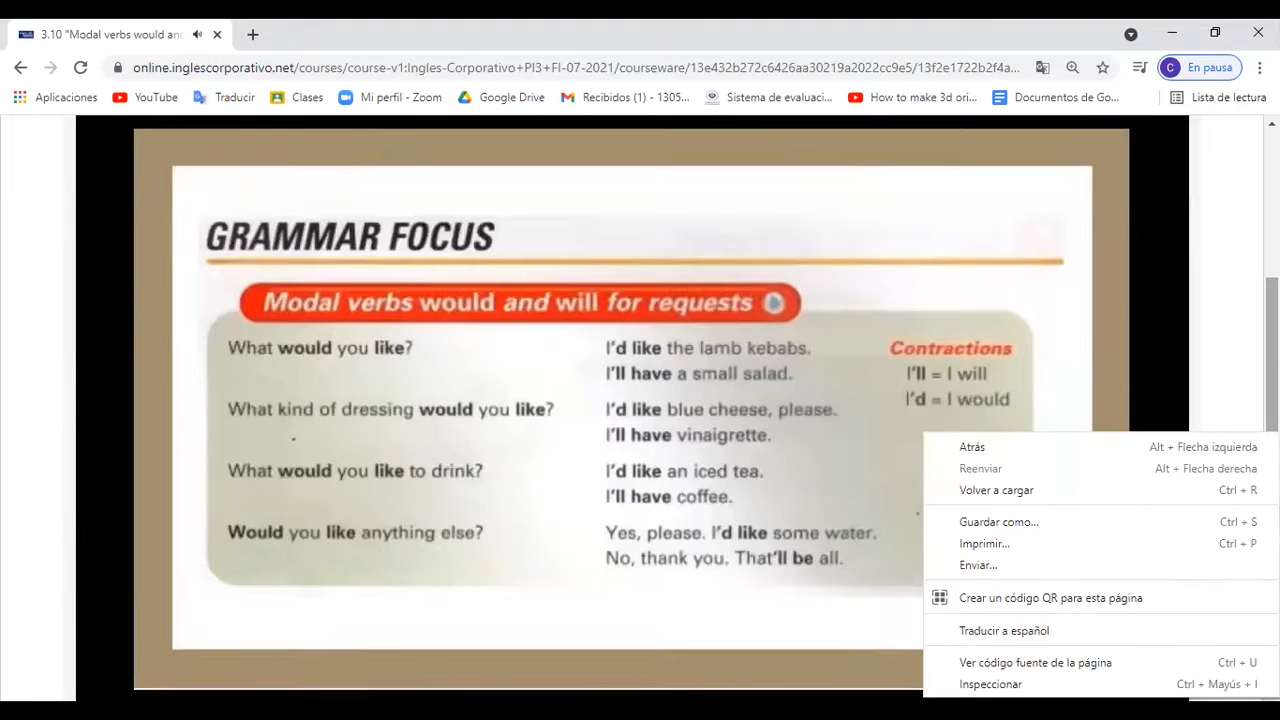 3.10 "Modal verbs would an
online.inglescorporativo.net/courses/course-v1:Ingles-Corporativo+PI3+FI-07-2021/courseware/13e432b272c6426aa30219a2022cc9e5/13f2e1722b2f4a...
C En pausa
Aplicaciones YouTube Traducir Clases Mi perfil - Zoom Google Drive Recibidos (1) - 1305... Sistema de evaluaci... How to make 3d ori... Documentos de Go... Lista de lectura
GRAMMAR FOCUS
Modal verbs would and will for requests
What would you like? I'd like the lamb kebabs. Contractions
I'll have a small salad. I'll = I will
I'd = I would
What kind of dressing would you like? I'd like blue cheese, please.
I'll have vinaigrette.
What would you like to drink? I'd like an iced tea.
I'll have coffee.
Would you like anything else? Yes, please. I'd like some water.
No, thank you. That'll be all.
Atrás Alt + Flecha izquierda
Reenviar Alt + Flecha derecha
Volver a cargar Ctrl + R
Guardar como... Ctrl + S
Imprimir... Ctrl + P
Enviar...
Crear un código QR para esta página
Traducir a español
Ver código fuente de la página Ctrl + U
Inspeccionar Ctrl + Mayús + I